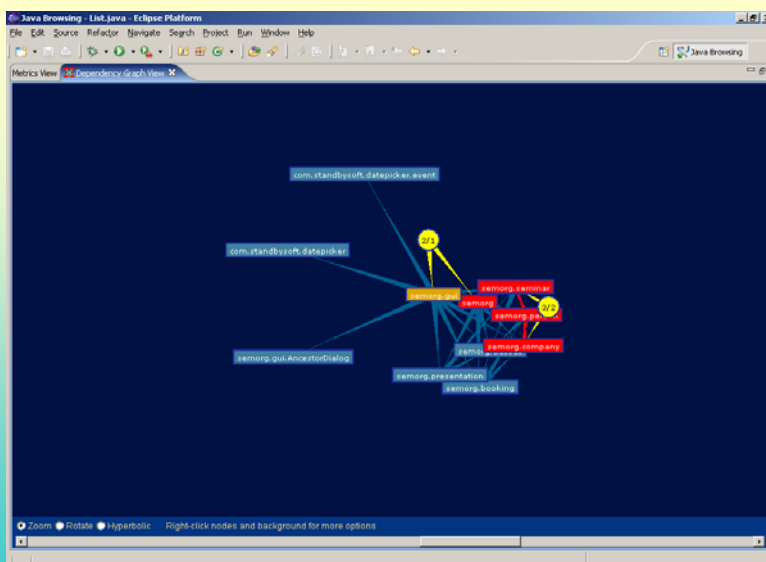 Java Browsing - List.java - Eclipse Platform
File Edit Source Refactor Navigate Search Project Run Window Help
Java Browsing
Metrics View Dependency Graph View
com.standbysoft.datepicker.event
2/1
com.standbysoft.datepicker
semorg.seminar
semorg.gui
semorg
2/2
semorg.company
semorg.gui.AncestorDialog
semorg.presentation
semorg.booking
Zoom Rotate Hyperbolic Right-click nodes and background for more options